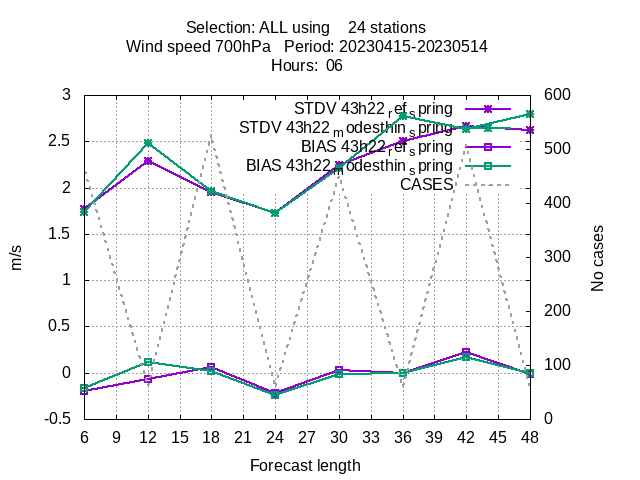 Selection: ALL using 24 stations
Wind speed 700hPa Period: 20230415-20230514
Hours: 06
STDV 43h22_ref_spring
STDV 43h22_modesthin_spring
BIAS 43h22_ref_spring
BIAS 43h22_modesthin_spring
CASES
3
2.5
2
1.5
1
0.5
0
-0.5
m/s
600
500
400
300
200
100
0
No cases
6 9 12 15 18 21 24 27 30 33 36 39 42 45 48
Forecast length